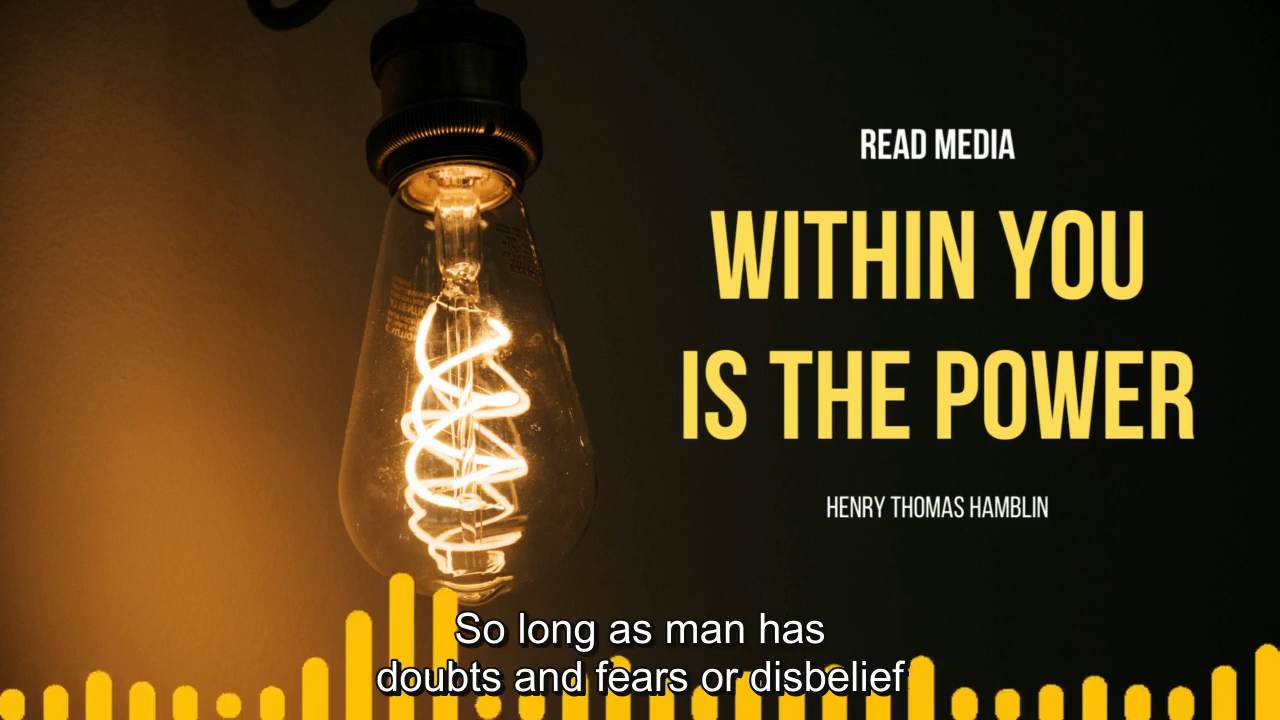 READ MEDIA
WITHIN YOU
IS THE POWER
HENRY THOMAS HAMBLIN
So long as man has
doubts and fears or disbelief